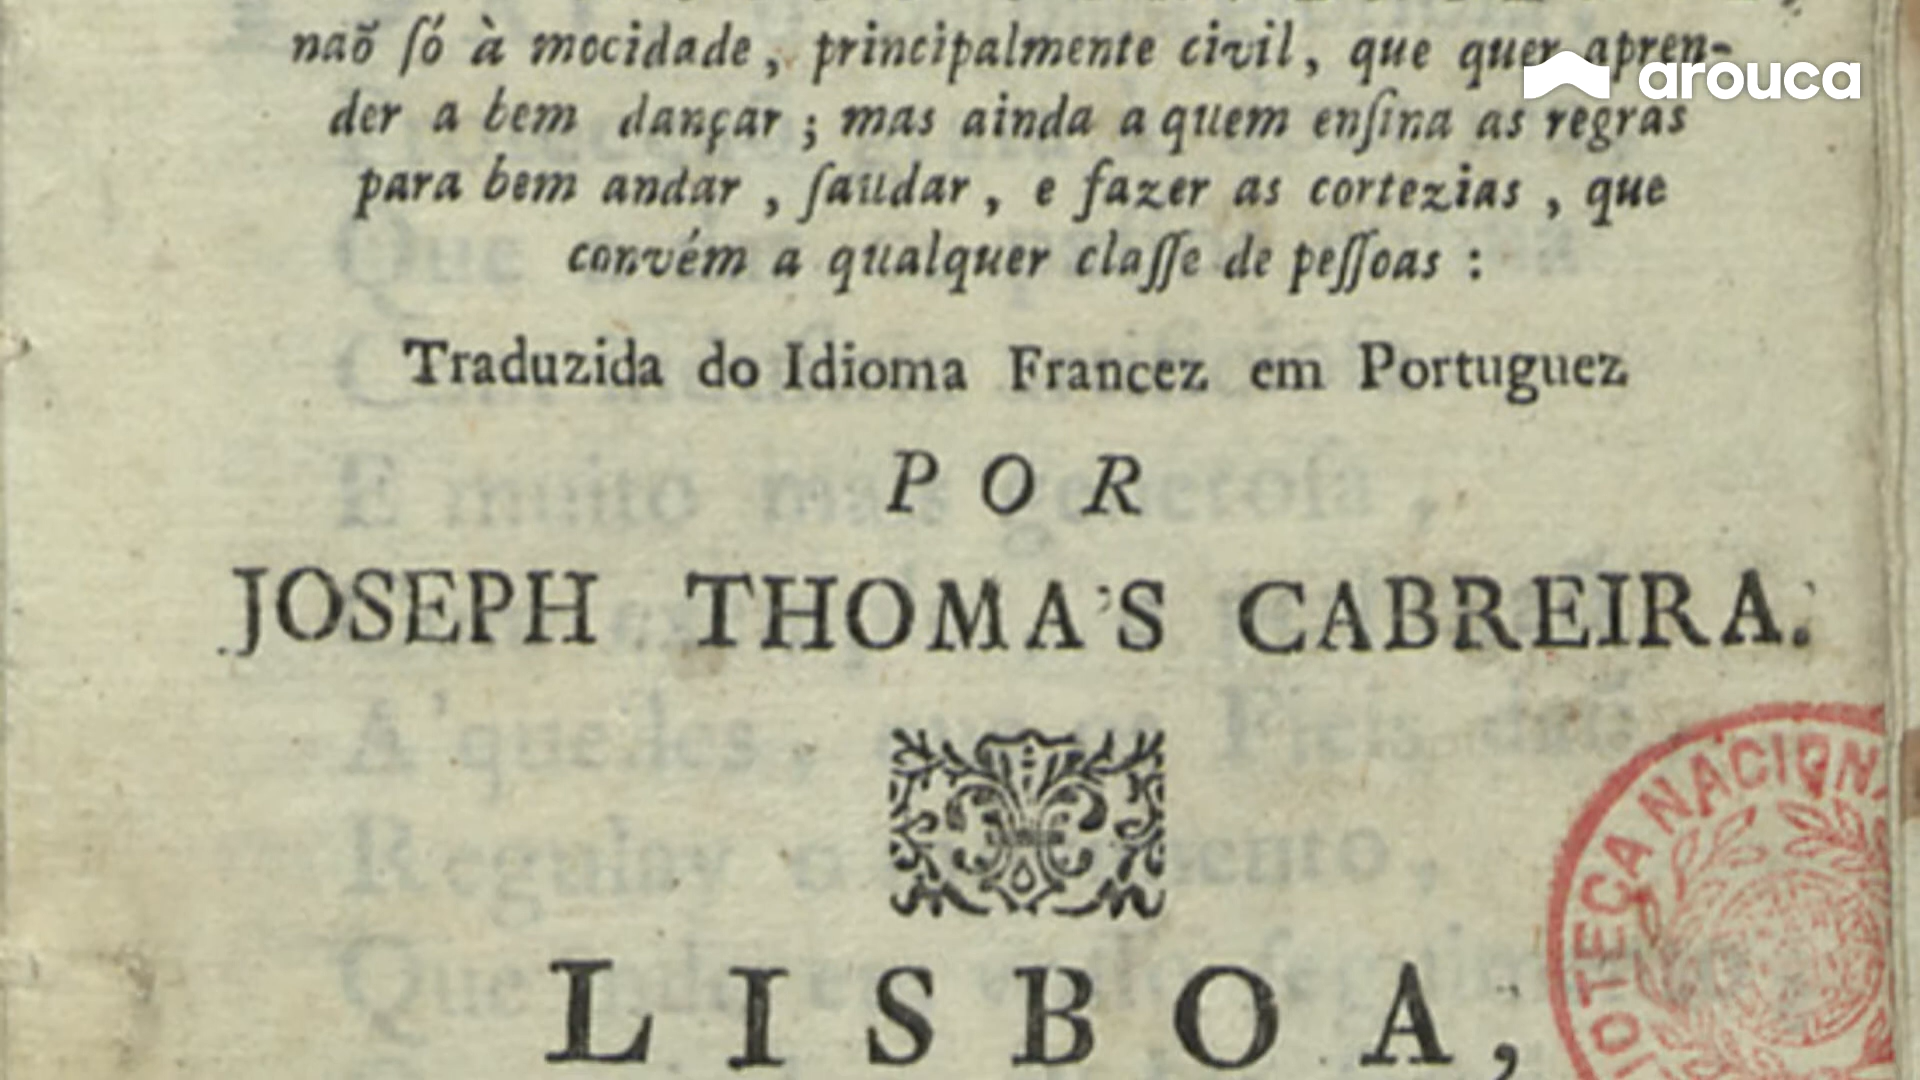 naõ ſó à mocidade, principalmente civil, que quer apren-
der a bem dançar; mas ainda a quem enſina as regras
para bem andar, ſaudar, e fazer as cortezias, que
convém a qualquer claſſe de peſſoas:
Traduzida do Idioma Francez em Portuguez
POR
JOSEPH THOMA'S CABREIRA.
LISBOA,
arouca
IOTECA NACIONA